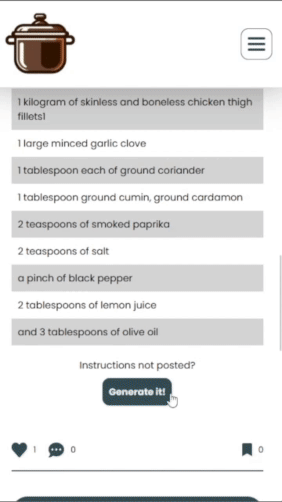 1 kilogram of skinless and boneless chicken thigh
fillets1
1 large minced garlic clove
1 tablespoon each of ground coriander
1 tablespoon ground cumin, ground cardamon
2 teaspoons of smoked paprika
2 teaspoons of salt
a pinch of black pepper
2 tablespoons of lemon juice
and 3 tablespoons of olive oil
Instructions not posted?
Generate it!
1 0 0